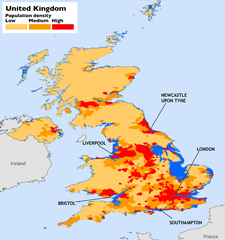 United Kingdom
Population density
Low Medium High
NEWCASTLE
UPON TYNE
LIVERPOOL
LONDON
Ireland
BRISTOL
SOUTHAMPTON
France